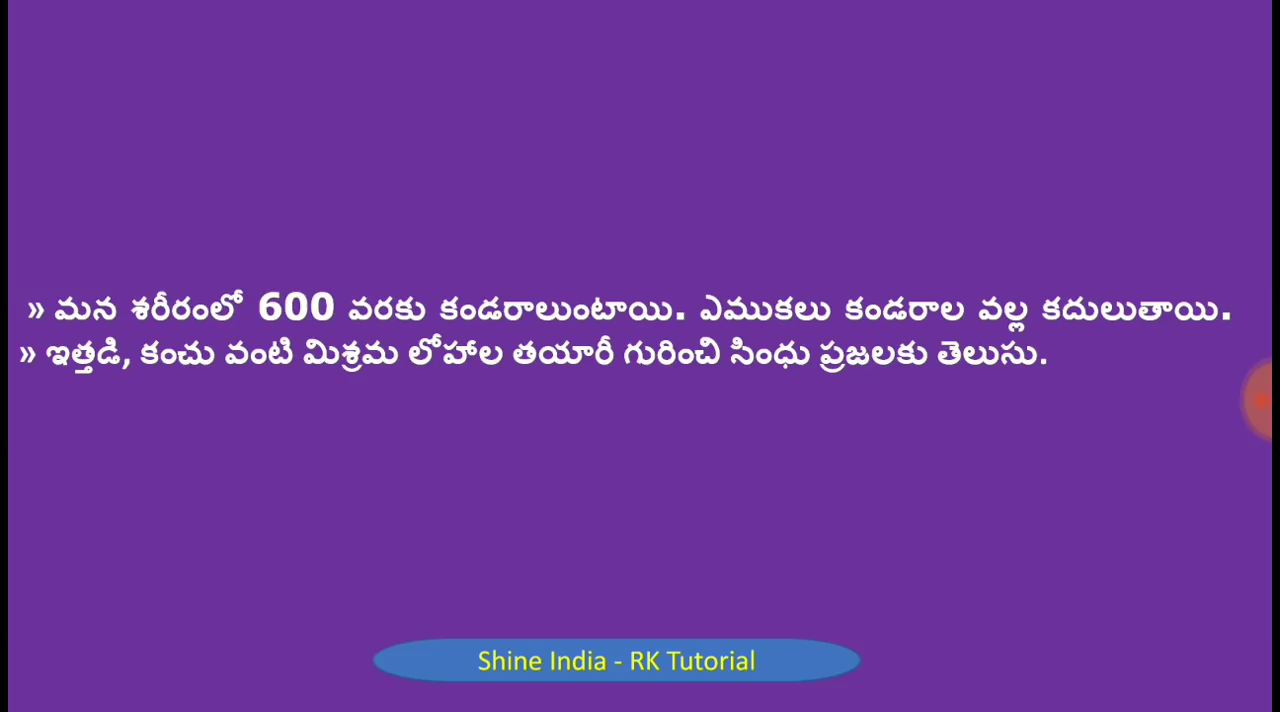 » మన శరీరంలో 600 వరకు కండరాలుంటాయి. ఎముకలు కండరాల వల్ల కదులుతాయి.
» ఇత్తడి, కంచు వంటి మిశ్రమ లోహాల తయారీ గురించి సింధు ప్రజలకు తెలుసు.
Shine India - RK Tutorial